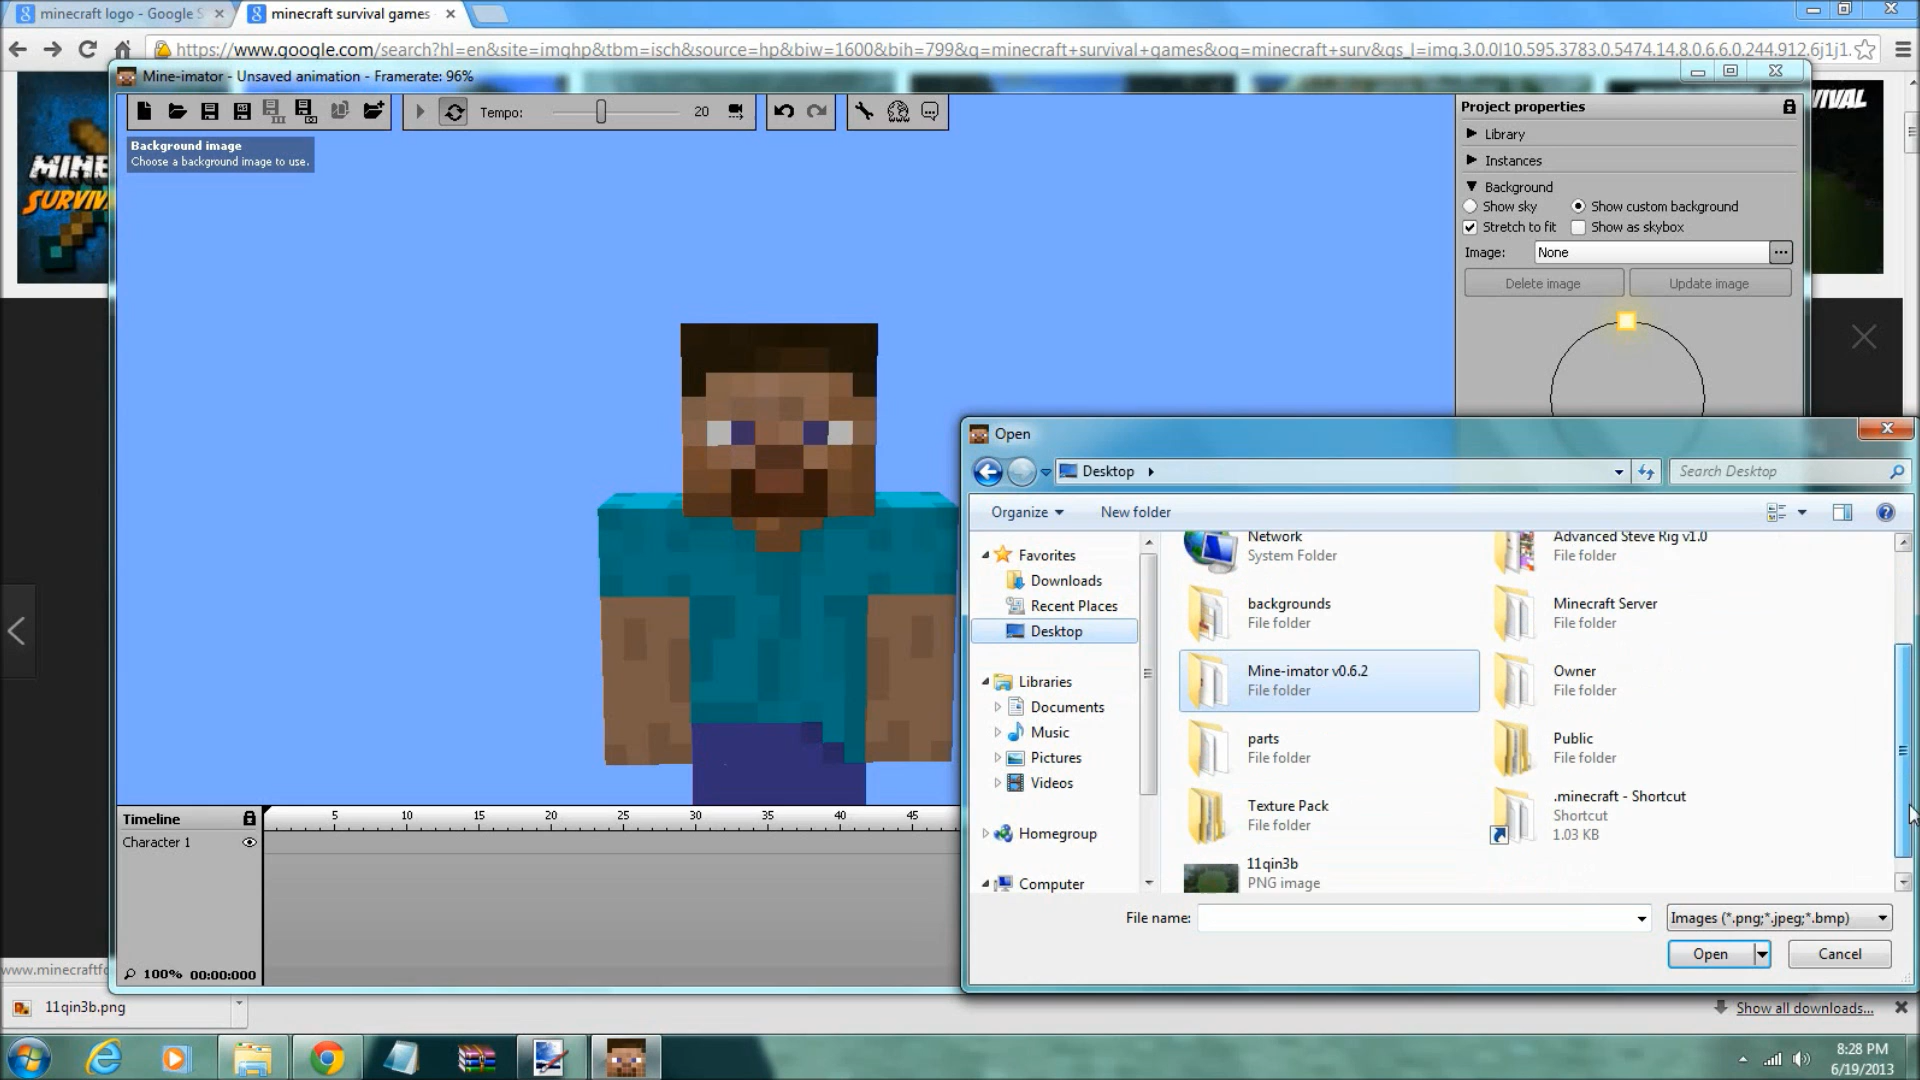 minecraft logo - Google S
minecraft survival games
https://www.google.com/search?hl=en&site=imghp&tbm=isch&source=hp&biw=1600&bih=799&q=minecraft+survival+games&oq=minecraft+surv&gs_l=img.3.0.0l10.595.3783.0.5474.14.8.0.6.6.0.244.912.6j1j1.
Mine-imator - Unsaved animation - Framerate: 96%
Tempo:
20
Background image
Choose a background image to use.
MINE
SURVIV
Project properties
Library
Instances
Background
Show sky
Show custom background
Stretch to fit
Show as skybox
Image:
None
Delete image
Update image
VIVAL
Open
Desktop
Search Desktop
Organize
New folder
Favorites
Downloads
Recent Places
Desktop
Libraries
Documents
Music
Pictures
Videos
Homegroup
Computer
Network
System Folder
Advanced Steve Rig v1.0
File folder
backgrounds
File folder
Minecraft Server
File folder
Mine-imator v0.6.2
File folder
Owner
File folder
parts
File folder
Public
File folder
Texture Pack
File folder
.minecraft - Shortcut
Shortcut
1.03 KB
11qin3b
PNG image
File name:
Images (*.png;*.jpeg;*.bmp)
Open
Cancel
Timeline
5
10
15
20
25
30
35
40
45
Character 1
100%
00:00:000
www.minecraftfo
11qin3b.png
Show all downloads...
8:28 PM
6/19/2013